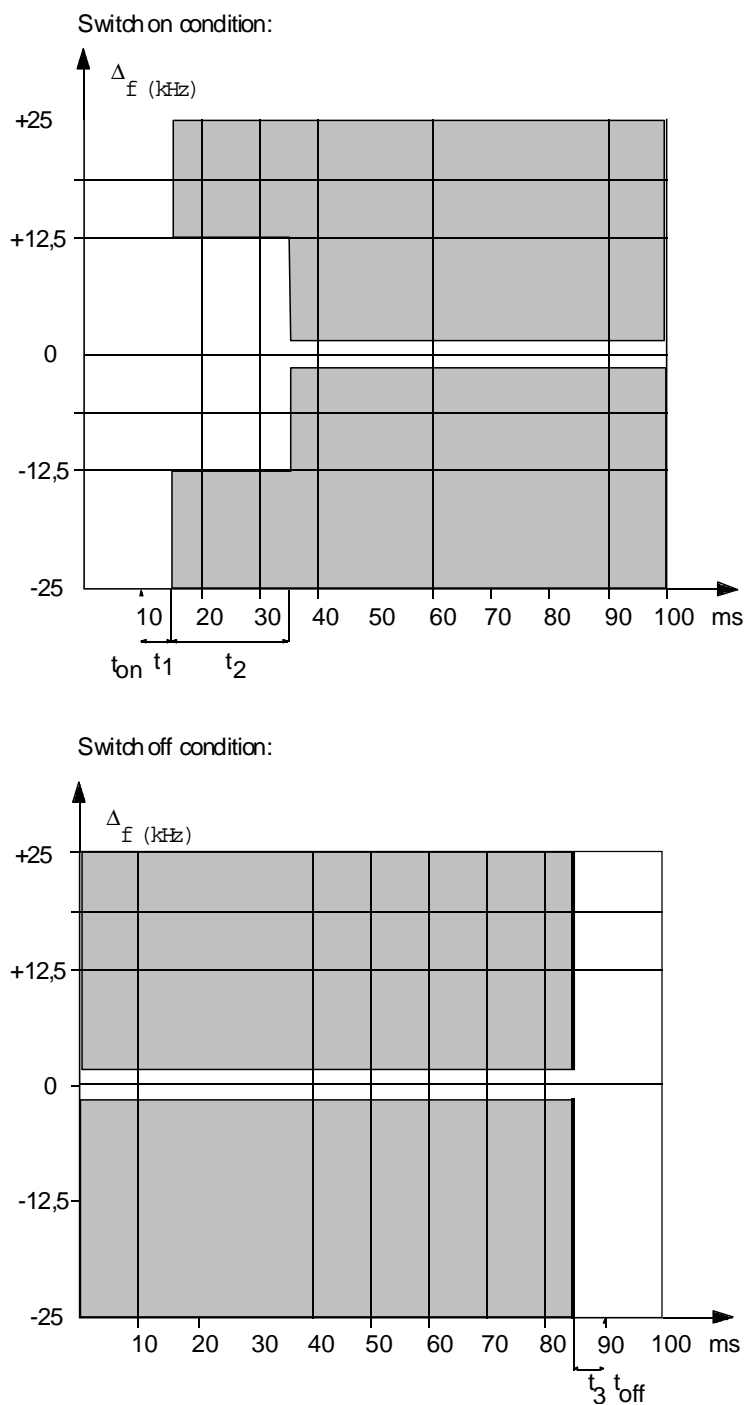 Switch on condition:
Δf (kHz)
+25
+12,5
0
-12,5
-25
10 20 30 40 50 60 70 80 90 100 ms
ton t1 t2
Switch off condition:
Δf (kHz)
+25
+12,5
0
-12,5
-25
10 20 30 40 50 60 70 80 90 100 ms
t3 toff